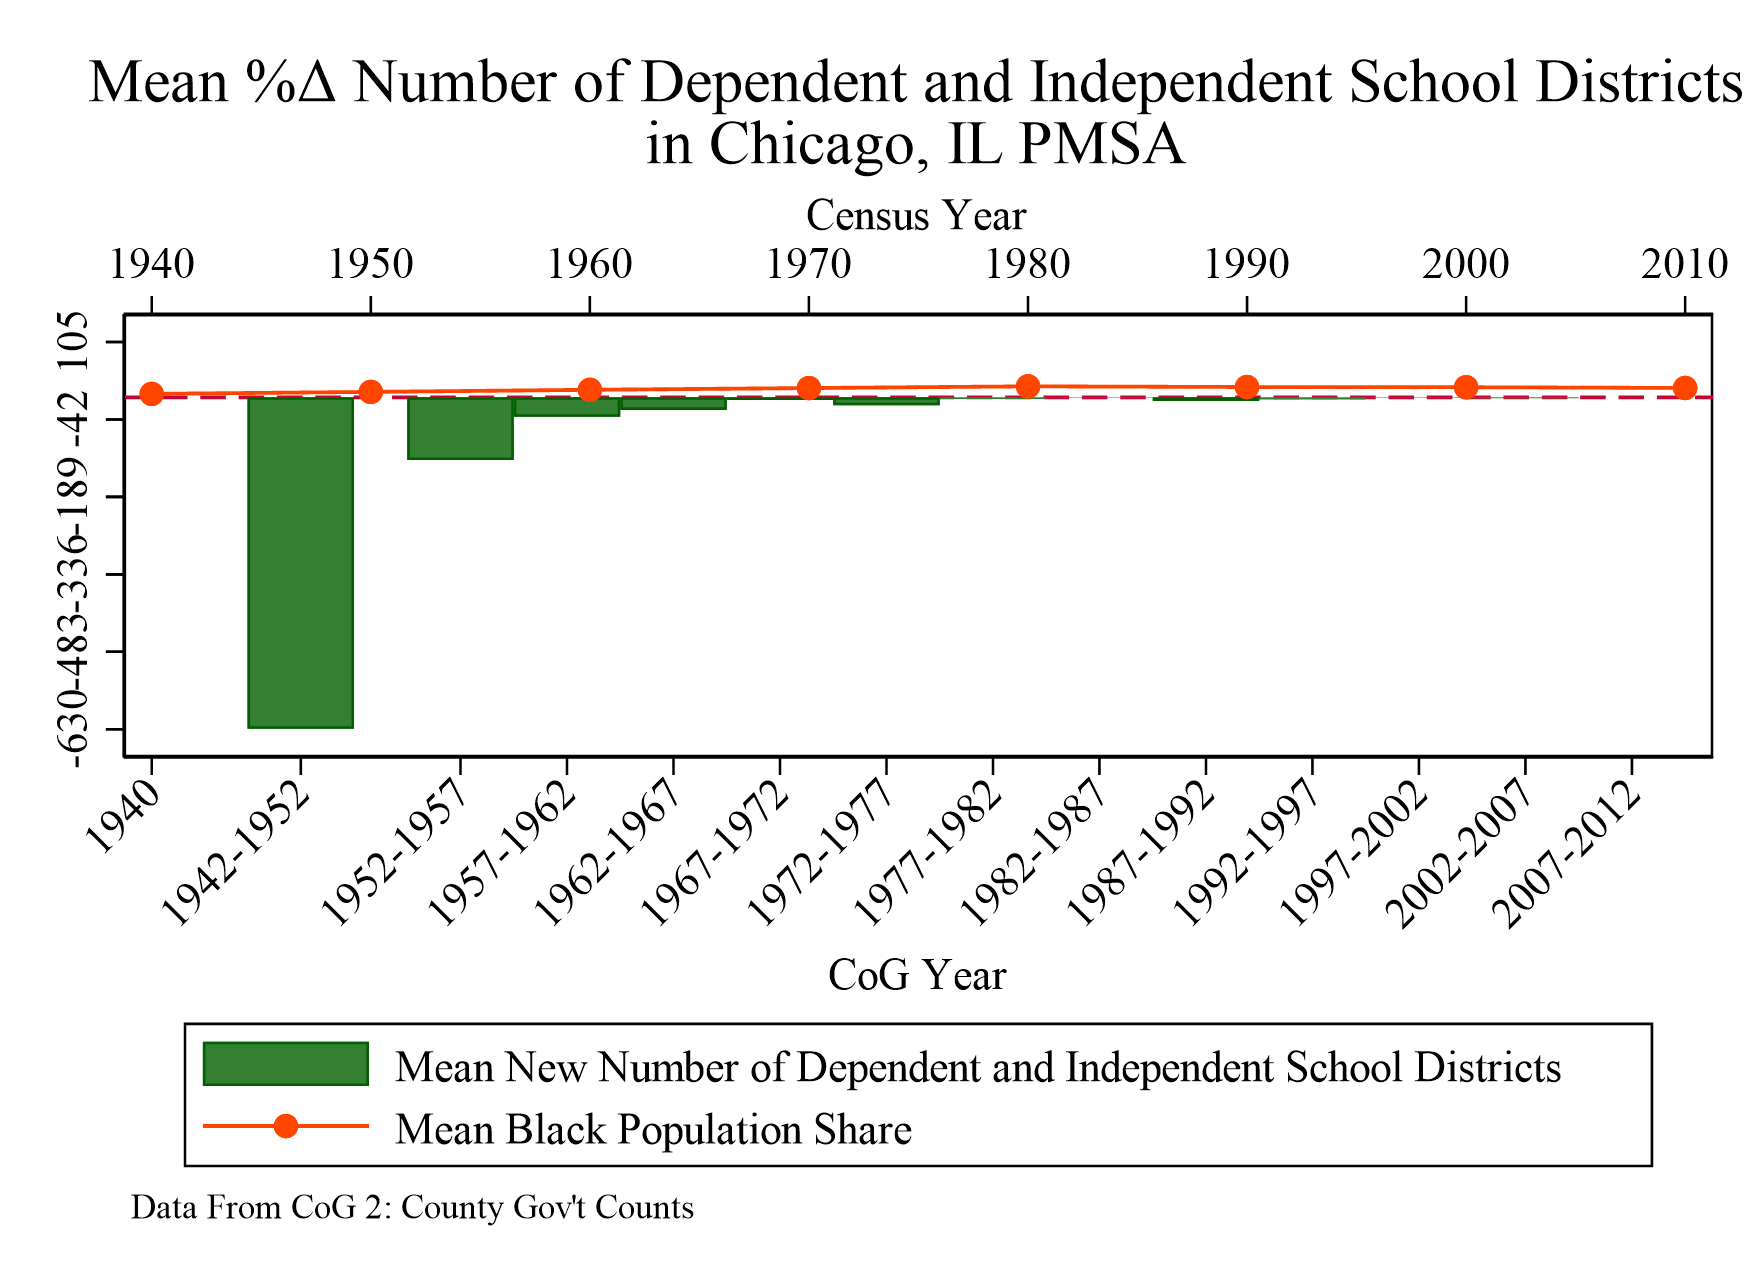 Mean %Δ Number of Dependent and Independent School Districts
in Chicago, IL PMSA
Census Year
1940 1950 1960 1970 1980 1990 2000 2010
105
-42
-189
-336
-483
-630
1940 1942-1952 1952-1957 1957-1962 1962-1967 1967-1972 1972-1977 1977-1982 1982-1987 1987-1992 1992-1997 1997-2002 2002-2007 2007-2012
CoG Year
Mean New Number of Dependent and Independent School Districts
Mean Black Population Share
Data From CoG 2: County Gov't Counts